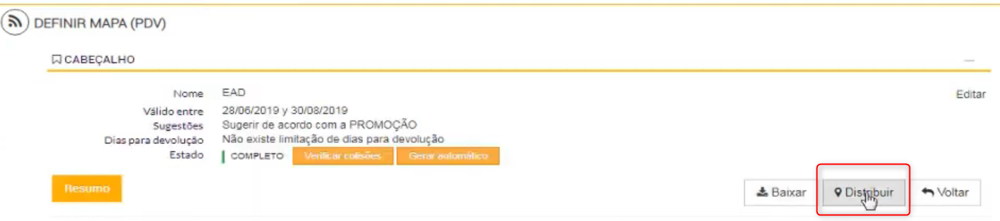 DEFINIR MAPA (PDV)
CABEÇALHO
Nome EAD Editar
Válido entre 28/06/2019 y 30/08/2019
Sugestões Sugerir de acordo com a PROMOÇÃO
Dias para devolução Não existe limitação de dias para devolução
Estado COMPLETO Verificar colisões Gerar automático
Resumo Baixar Distribuir Voltar